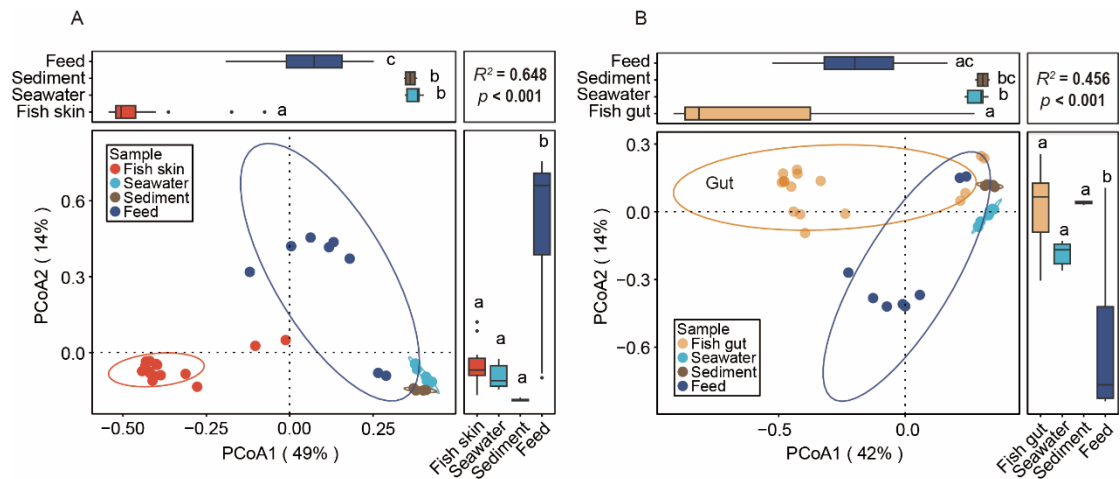 A
Feed
Sediment
Seawater
Fish skin
c
b
b
a
R² = 0.648
p < 0.001
Sample
Fish skin
Seawater
Sediment
Feed
0.6
0.3
0.0
PCoA2 ( 14% )
−0.50
−0.25
0.00
0.25
PCoA1 ( 49% )
a
a
a
b
Fish skin
Seawater
Sediment
Feed
B
Feed
Sediment
Seawater
Fish gut
ac
bc
b
a
R² = 0.456
p < 0.001
Gut
Sample
Fish gut
Seawater
Sediment
Feed
0.3
0.0
−0.3
−0.6
PCoA2 ( 14% )
−0.5
0.0
PCoA1 ( 42% )
a
a
a
b
Fish gut
Seawater
Sediment
Feed